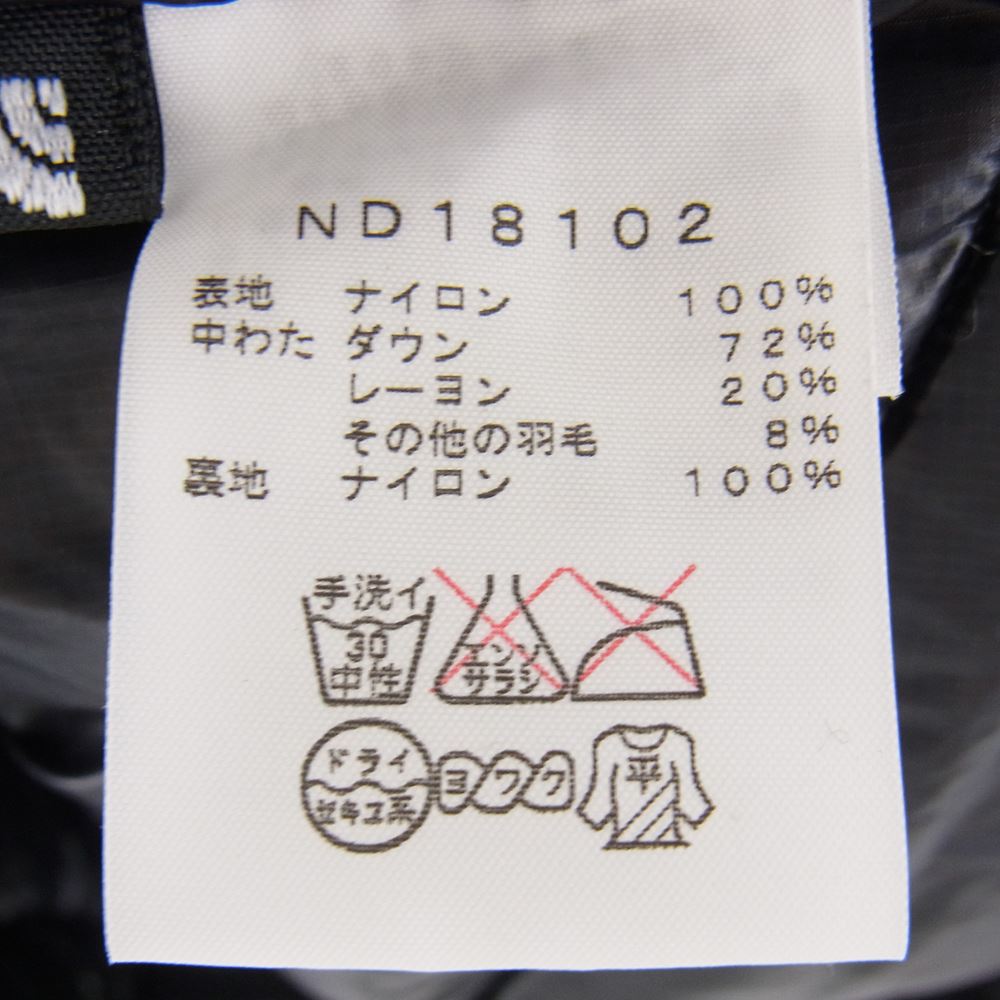 ND18102
表地 ナイロン 100%
中わた ダウン 72%
レーヨン 20%
その他の羽毛 8%
裏地 ナイロン 100%
手洗イ
30
中性
エンソ
サラシ
ドライ
セキユ系
ヨワク
平